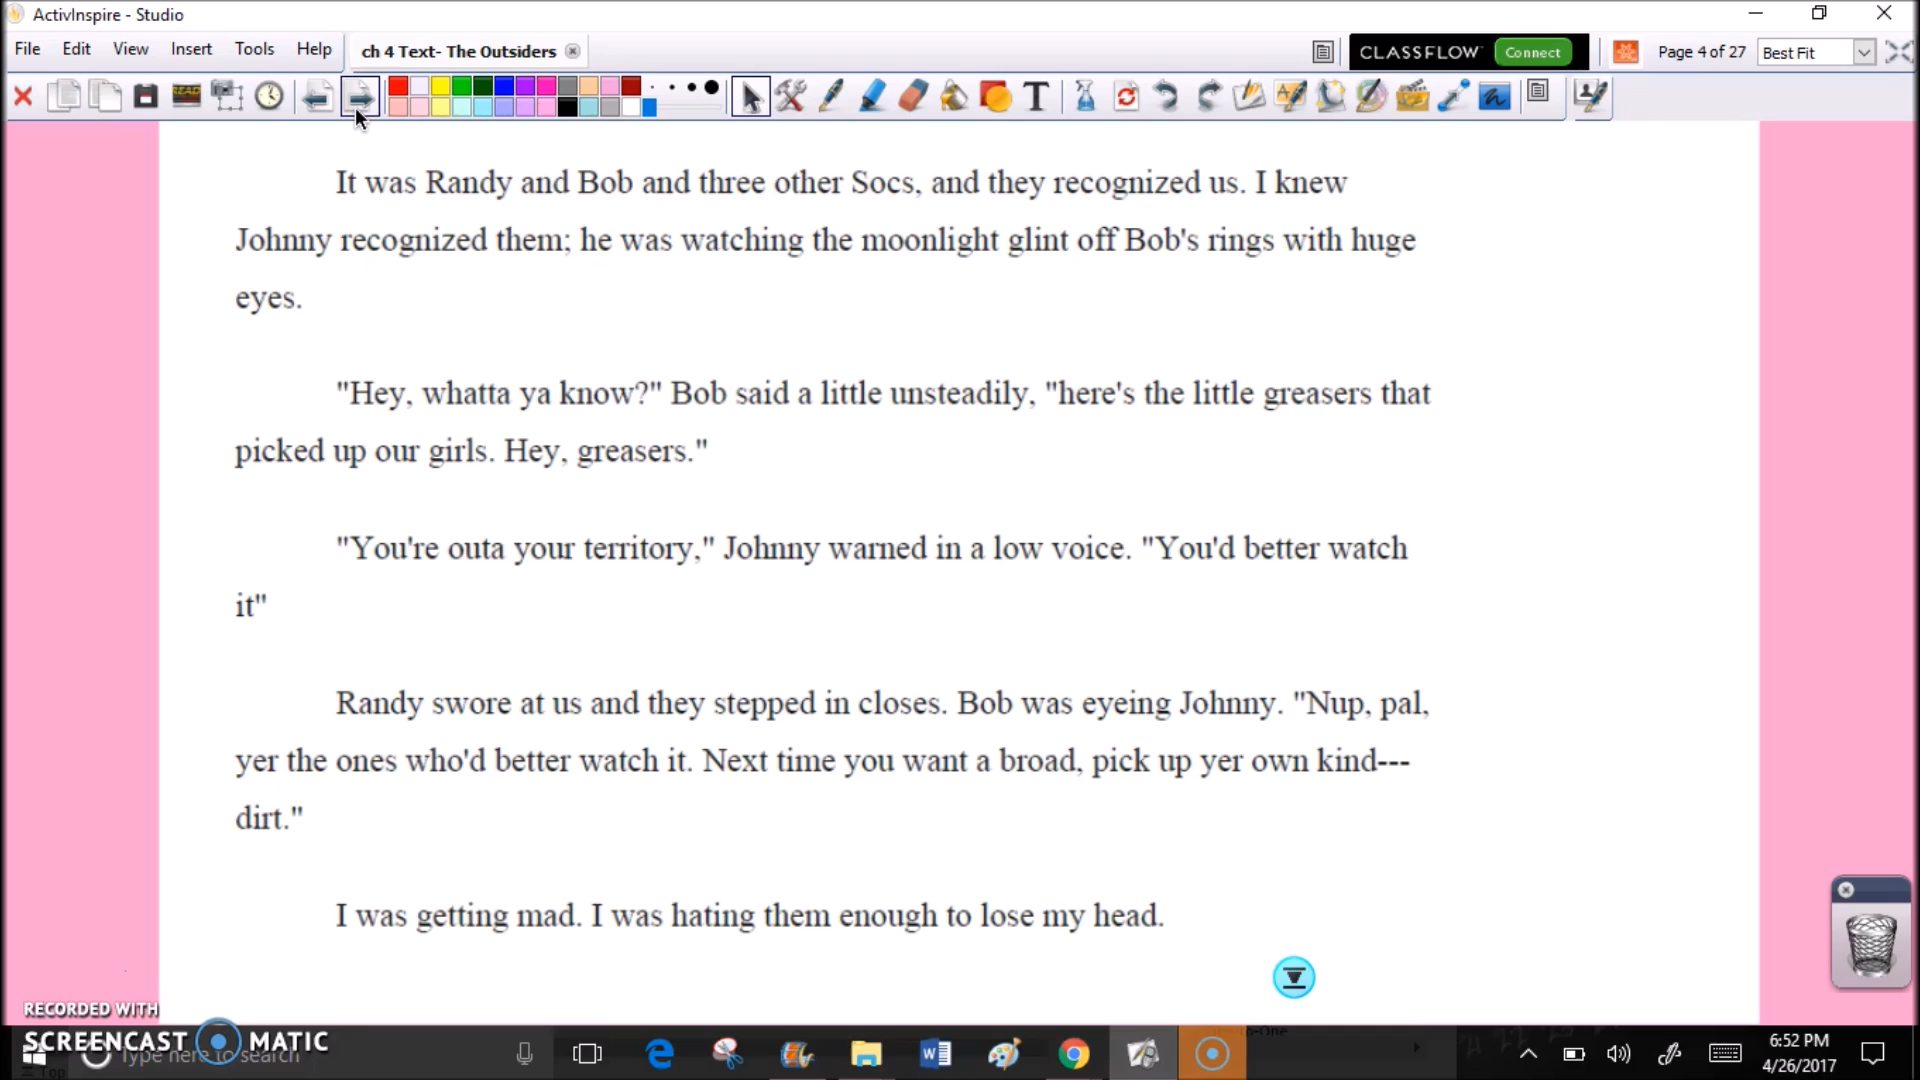 ActivInspire - Studio
File Edit View Insert Tools Help ch 4 Text- The Outsiders CLASSFLOW Connect Page 4 of 27 Best Fit
It was Randy and Bob and three other Socs, and they recognized us. I knew
Johnny recognized them; he was watching the moonlight glint off Bob's rings with huge
eyes.
"Hey, whatta ya know?" Bob said a little unsteadily, "here's the little greasers that
picked up our girls. Hey, greasers."
"You're outa your territory," Johnny warned in a low voice. "You'd better watch
it"
Randy swore at us and they stepped in closes. Bob was eyeing Johnny. "Nup, pal,
yer the ones who'd better watch it. Next time you want a broad, pick up yer own kind---
dirt."
I was getting mad. I was hating them enough to lose my head.
RECORDED WITH
SCREENCAST MATIC
Type here to search
6:52 PM
4/26/2017